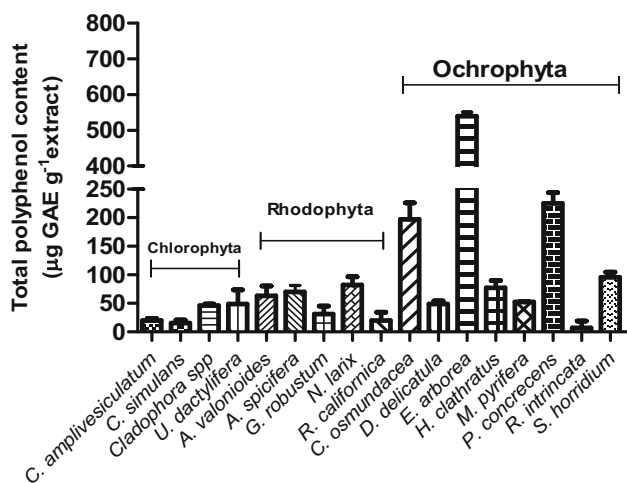 Total polyphenol content
(µg GAE g-1extract)
800
700
600
500
400
250
200
150
100
50
0
Chlorophyta
Rhodophyta
Ochrophyta
C. amplivesiculatum
C. simulans
Cladophora spp
U. dactylifera
A. valonioides
A. spicifera
G. robustum
N. larix
R. californica
C. osmundacea
D. delicatula
E. arborea
H. clathratus
M. pyrifera
P. concrecens
R. intrincata
S. horridium